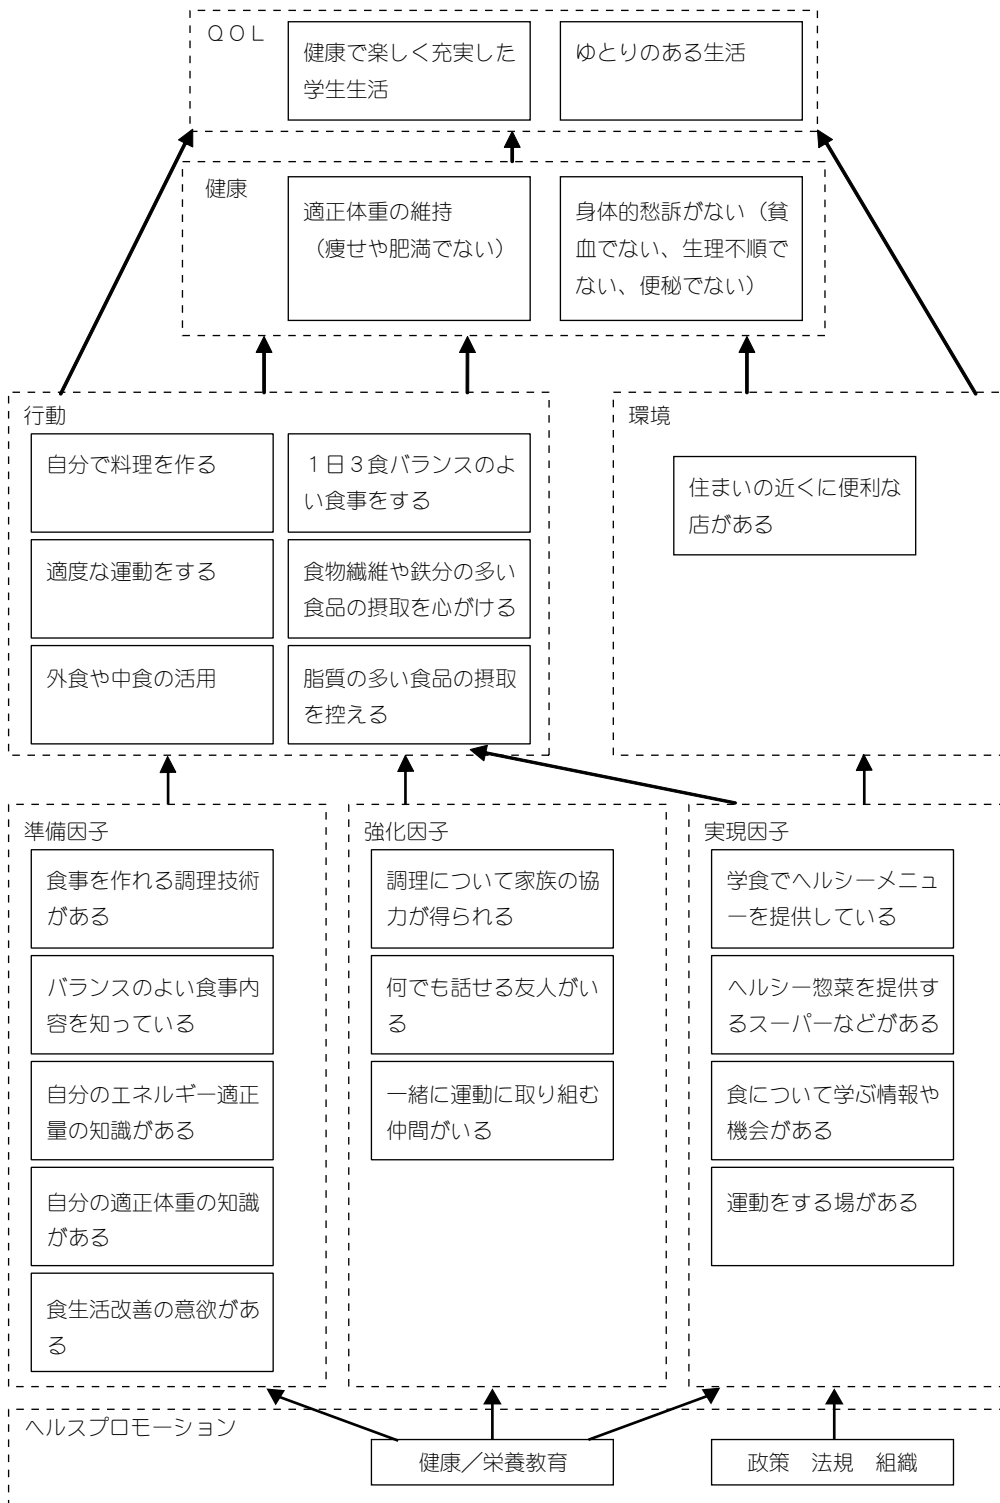 ＱＯＬ
健康で楽しく充実した
学生生活
ゆとりのある生活
健康
適正体重の維持
（痩せや肥満でない）
身体的愁訴がない（貧
血でない、生理不順で
ない、便秘でない）
行動
自分で料理を作る
１日３食バランスのよ
い食事をする
適度な運動をする
食物繊維や鉄分の多い
食品の摂取を心がける
外食や中食の活用
脂質の多い食品の摂取
を控える
環境
住まいの近くに便利な
店がある
準備因子
食事を作れる調理技術
がある
バランスのよい食事内
容を知っている
自分のエネルギー適正
量の知識がある
自分の適正体重の知識
がある
食生活改善の意欲があ
る
強化因子
調理について家族の協
力が得られる
何でも話せる友人がい
る
一緒に運動に取り組む
仲間がいる
実現因子
学食でヘルシーメニュ
ーを提供している
ヘルシー惣菜を提供す
るスーパーなどがある
食について学ぶ情報や
機会がある
運動をする場がある
ヘルスプロモーション
健康／栄養教育
政策　法規　組織